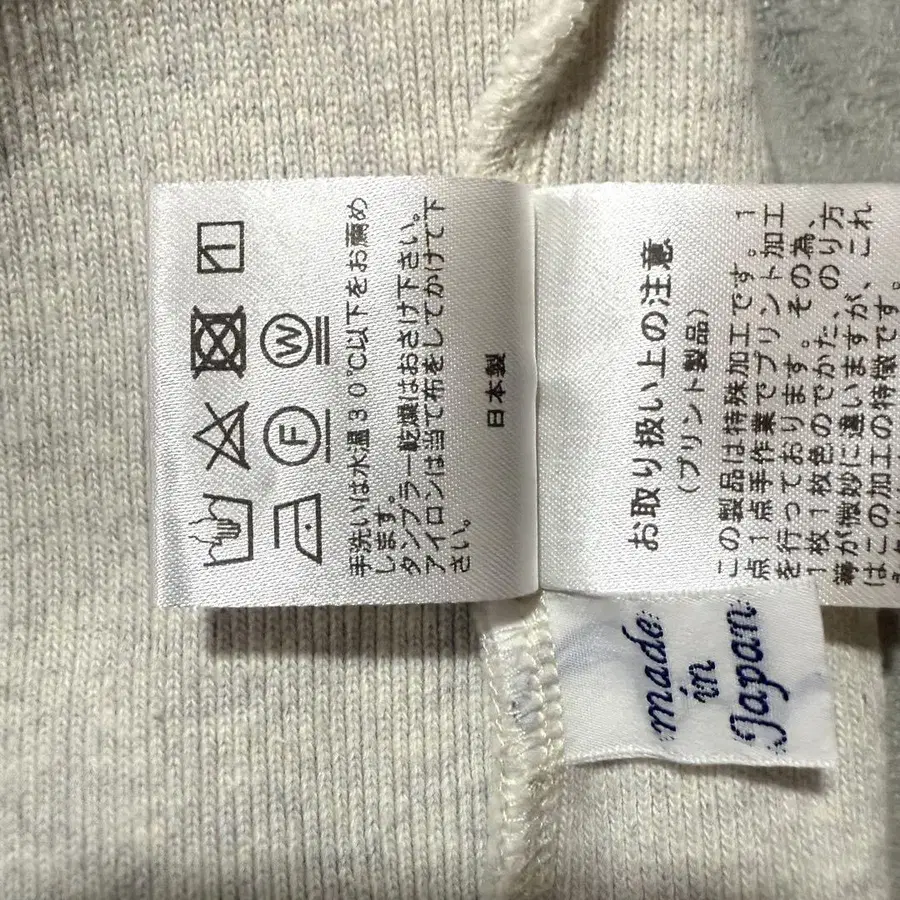 手洗いは水温30℃以下をお薦め
します。
タンブラー乾燥はおさけ下さい。
アイロンは当て布をしてかけて下
さい。
日本製
W
F
お取り扱い上の注意
(プリント製品)
この製品は特殊加工です。1
点1点手作業でプリント加工
を行っております。その為、
1枚1枚色のでかた、のり方
等が微妙に違いますが、これ
はこの加工の特徴です。
made
in
Japan